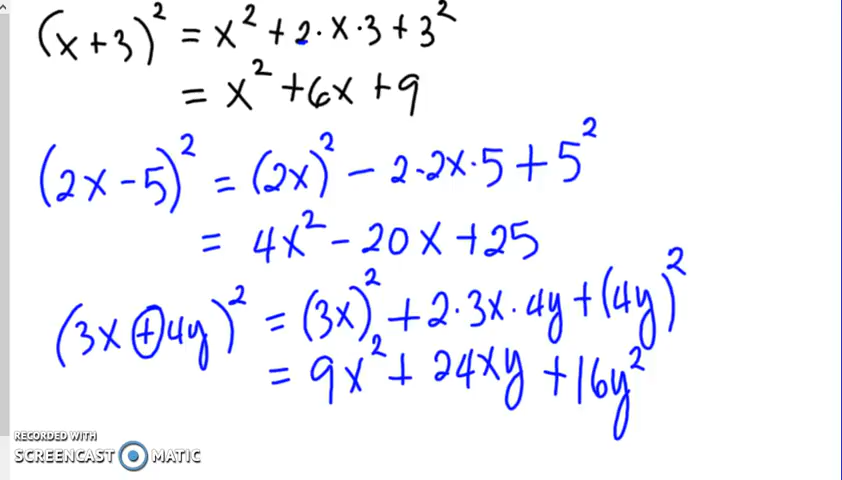 (x+3)² = x² + 2·x·3 + 3²
= x² + 6x + 9
(2x - 5)² = (2x)² - 2·2x·5 + 5²
= 4x² - 20x + 25
(3x + 4y)² = (3x)² + 2·3x·4y + (4y)²
= 9x² + 24xy + 16y²
RECORDED WITH
SCREENCAST MATIC